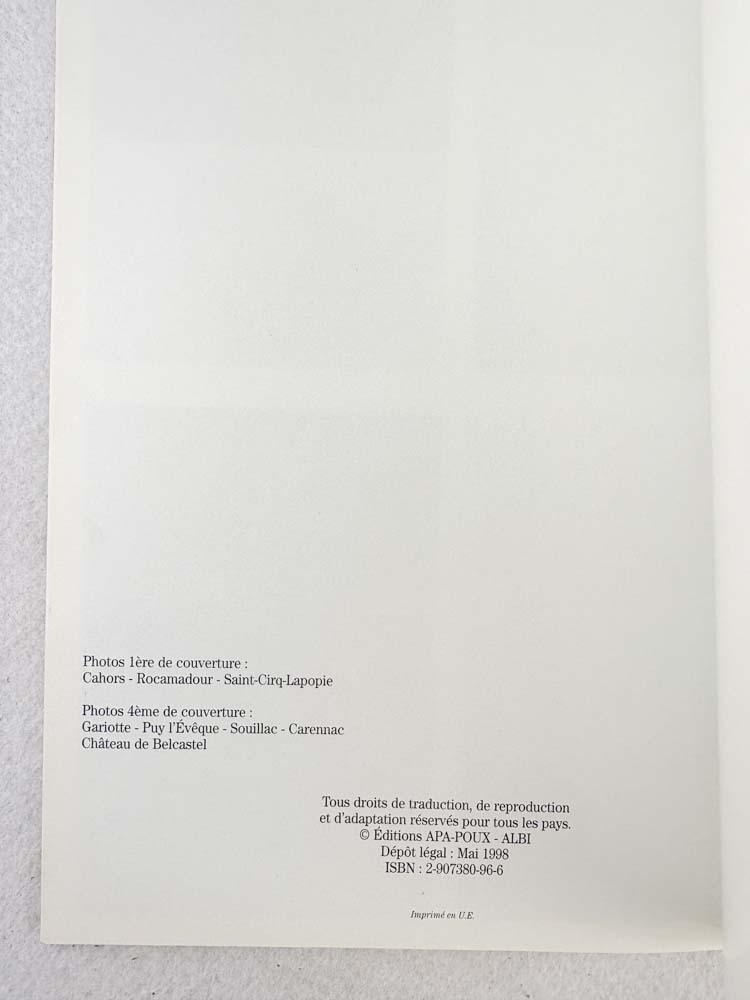 Photos 1ère de couverture :
Cahors - Rocamadour - Saint-Cirq-Lapopie
Photos 4ème de couverture :
Gariotte - Puy l'Évêque - Souillac - Carennac
Château de Belcastel
Tous droits de traduction, de reproduction
et d'adaptation réservés pour tous les pays.
© Éditions APA-POUX - ALBI
Dépôt légal : Mai 1998
ISBN : 2-907380-96-6
Imprimé en U.E.